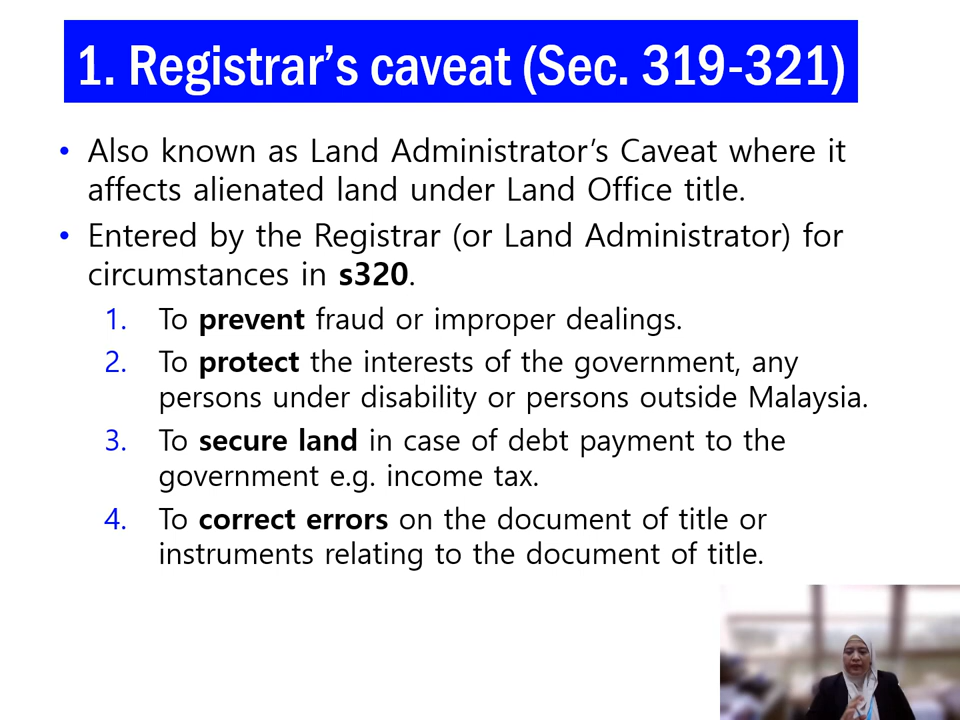 1. Registrar’s caveat (Sec. 319-321)
• Also known as Land Administrator’s Caveat where it
affects alienated land under Land Office title.
• Entered by the Registrar (or Land Administrator) for
circumstances in s320.
1. To prevent fraud or improper dealings.
2. To protect the interests of the government, any
persons under disability or persons outside Malaysia.
3. To secure land in case of debt payment to the
government e.g. income tax.
4. To correct errors on the document of title or
instruments relating to the document of title.